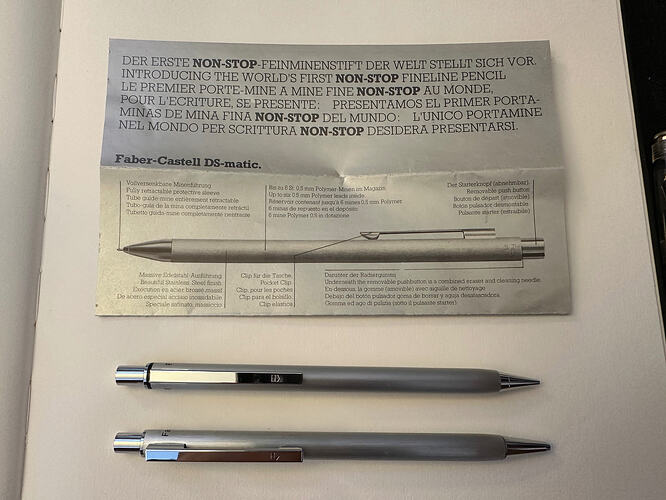 DER ERSTE NON-STOP-FEINMINENSTIFT DER WELT STELLT SICH VOR.
INTRODUCING THE WORLD'S FIRST NON-STOP FINELINE PENCIL
LE PREMIER PORTE-MINE A MINE FINE NON-STOP AU MONDE,
POUR L'ECRITURE, SE PRESENTE: PRESENTAMOS EL PRIMER PORTA-
MINAS DE MINA FINA NON-STOP DEL MUNDO: L'UNICO PORTAMINE
NEL MONDO PER SCRITTURA NON-STOP DESIDERA PRESENTARSI.
Faber-Castell DS-matic.
Vollversenkbare Minenführung
Fully retractable protective sleeve
Tube guide-mine entièrement rétractable
Tubo-guía de la mina completamente retráctil
Tubetto guida-mine completamente rientrante
Bis zu 6 St. 0,5 mm Polymer-Minen im Magazin
Up to six 0,5 mm Polymer leads inside
Réservoir contenant jusqu'à 6 mines 0,5 mm Polymer
6 minas de repuesto en el depósito
6 mine Polymer 0,5 in dotazione
Der Starterknopf (abnehmbar).
Removable push button
Bouton de départ (amovible)
Botón pulsador desmontable
Pulsante starter (estraibile)
Massive Edelstahl-Ausführung
Beautiful Stainless Steel finish
Exécution en acier brossé massif
De acero especial acciaio inossidabile
Speciale satinato, massiccio
Clip für die Tasche.
Pocket Clip.
Clip, pour les poches
Clip para el bolsillo.
Clip elastica
Darunter der Radiergummi
Underneath the removable pushbutton is a combined eraser and cleaning needle.
En-dessous, la gomme (amovible) avec aiguille de nettoyage
Debajo del botón pulsador goma de borrar y aguja desatascadora.
Gomma ed ago di pulizia (sotto il pulsante starter)